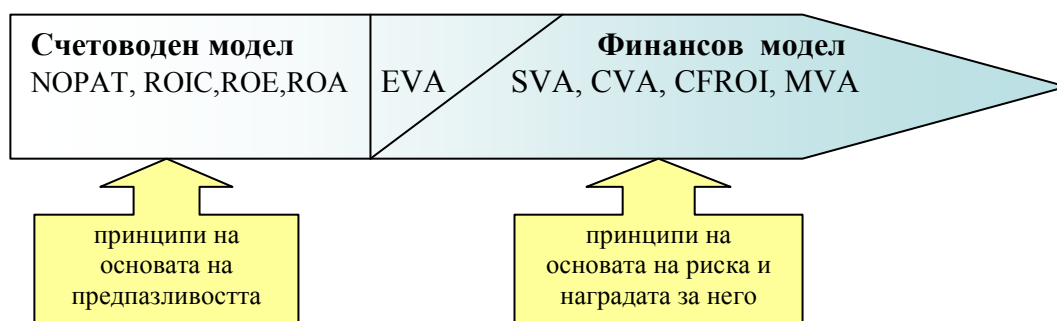 Счетоводен модел
NOPAT, ROIC,ROE,ROA
EVA
Финансов модел
SVA, CVA, CFROI, MVA
принципи на
основата на
предпазливостта
принципи на
основата на риска и
наградата за него